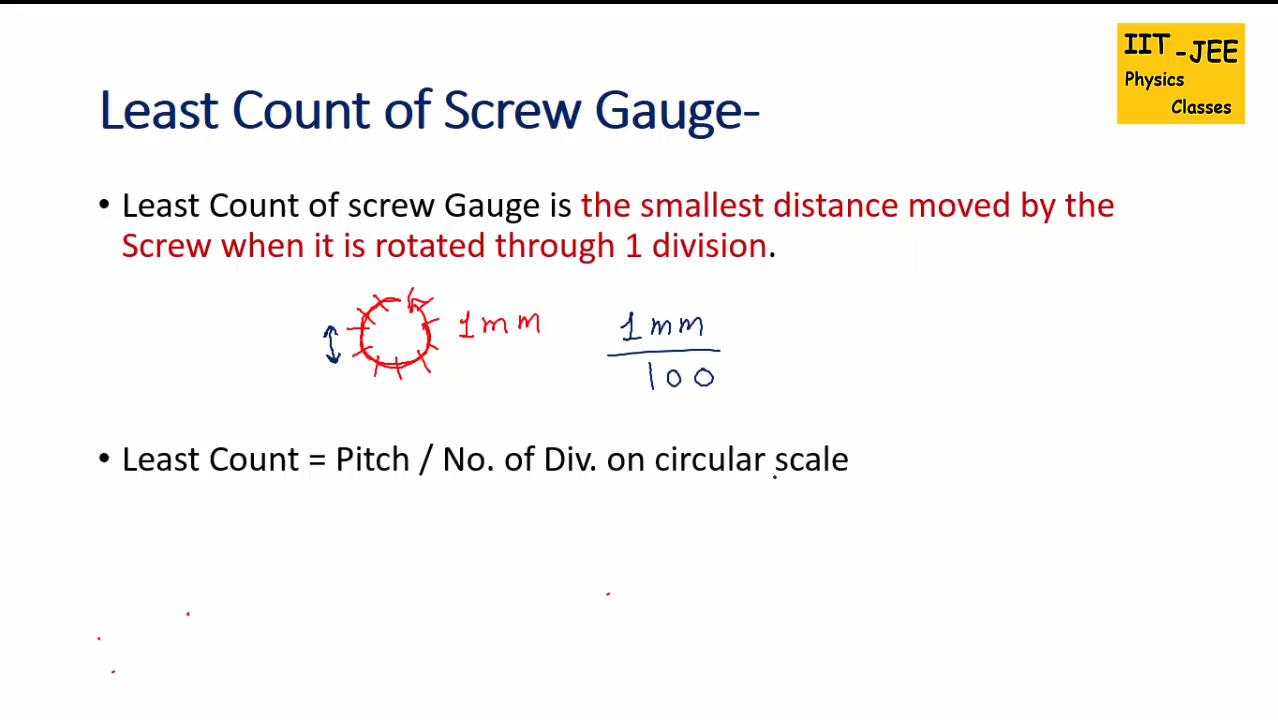 IIT -JEE
Physics
Classes
Least Count of Screw Gauge-
• Least Count of screw Gauge is the smallest distance moved by the
Screw when it is rotated through 1 division.
1mm
1mm
100
• Least Count = Pitch / No. of Div. on circular scale